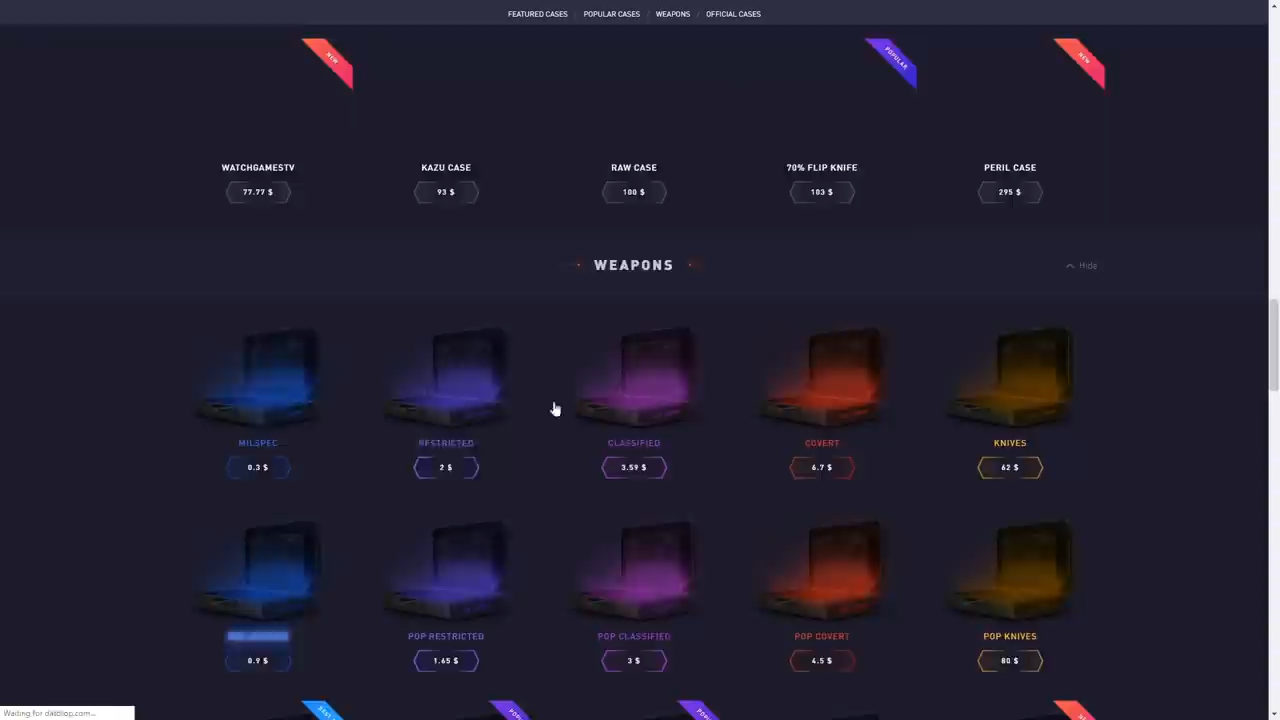 FEATURED CASES / POPULAR CASES / WEAPONS / OFFICIAL CASES
NEW
POPULAR
NEW
WATCHGAMESTV
KAZU CASE
RAW CASE
70% FLIP KNIFE
PERIL CASE
77.77 $
93 $
100 $
103 $
295 $
WEAPONS
Hide
MILSPEC
RESTRICTED
CLASSIFIED
COVERT
KNIVES
0.3 $
2 $
3.59 $
6.7 $
62 $
POP RESTRICTED
POP CLASSIFIED
POP COVERT
POP KNIVES
0.9 $
1.65 $
3 $
4.5 $
80 $
Waiting for datdrop.com...